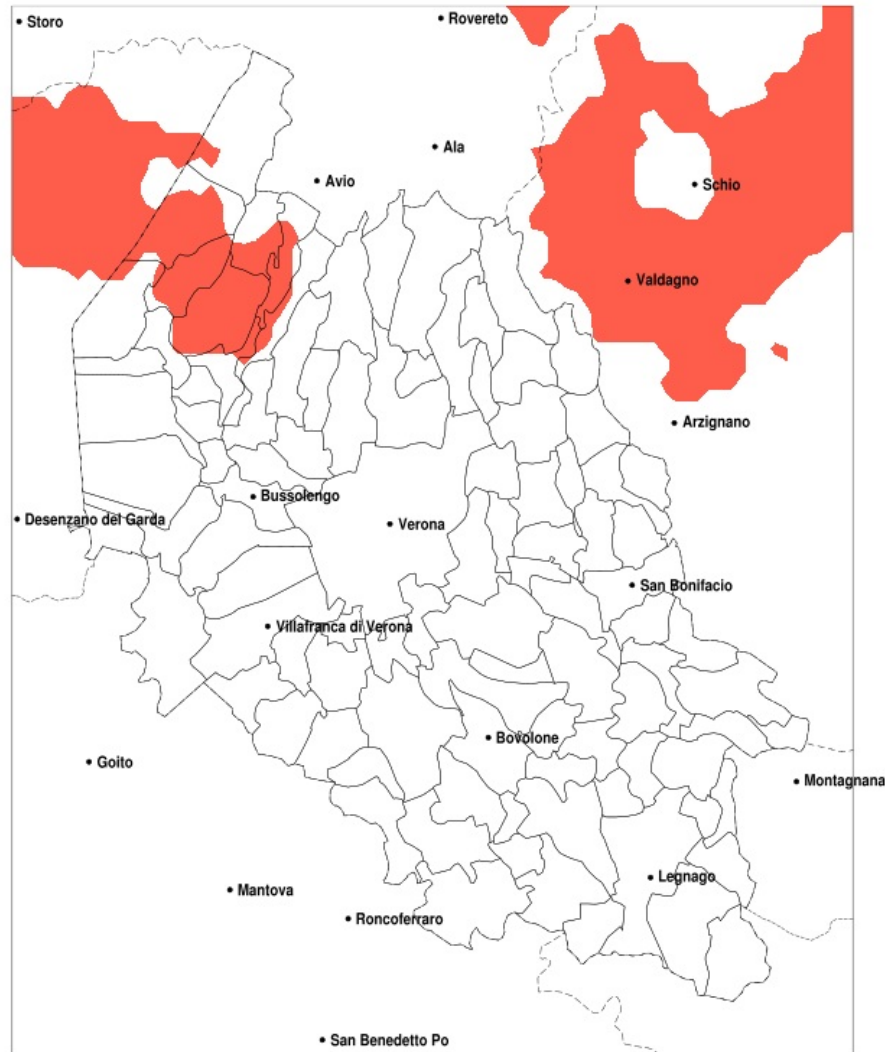 Storo
Rovereto
Ala
Avio
Schio
Valdagno
Arzignano
Bussolengo
Desenzano del Garda
Verona
San Bonifacio
Villafranca di Verona
Bovolone
Goito
Montagnana
Legnago
Mantova
Roncoferraro
San Benedetto Po